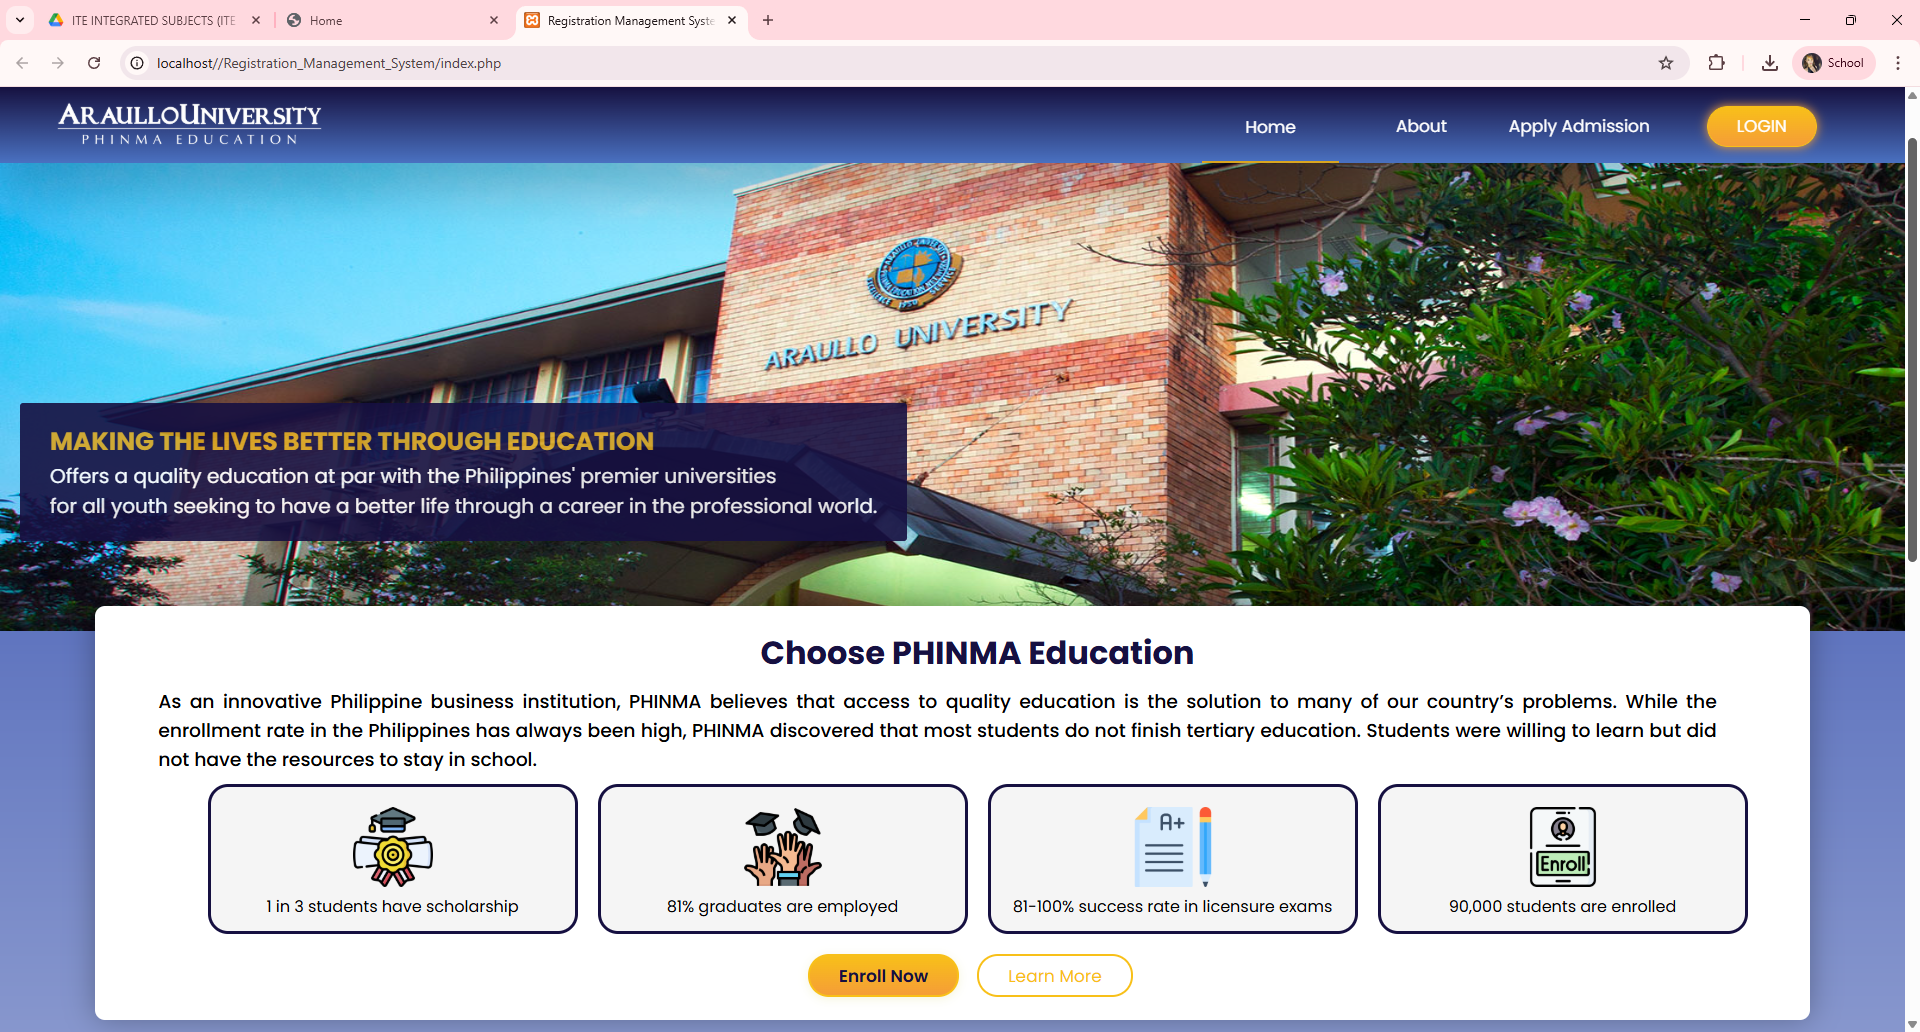 ITE INTEGRATED SUBJECTS (ITE
Home
Registration Management Syste
localhost//Registration_Management_System/index.php
School
ARAULLOUNIVERSITY
PHINMA EDUCATION
Home
About
Apply Admission
LOGIN
ARAULLO UNIVERSITY
MAKING THE LIVES BETTER THROUGH EDUCATION
Offers a quality education at par with the Philippines' premier universities
for all youth seeking to have a better life through a career in the professional world.
Choose PHINMA Education
As an innovative Philippine business institution, PHINMA believes that access to quality education is the solution to many of our country’s problems. While the
enrollment rate in the Philippines has always been high, PHINMA discovered that most students do not finish tertiary education. Students were willing to learn but did
not have the resources to stay in school.
A+
Enroll
1 in 3 students have scholarship
81% graduates are employed
81-100% success rate in licensure exams
90,000 students are enrolled
Enroll Now
Learn More